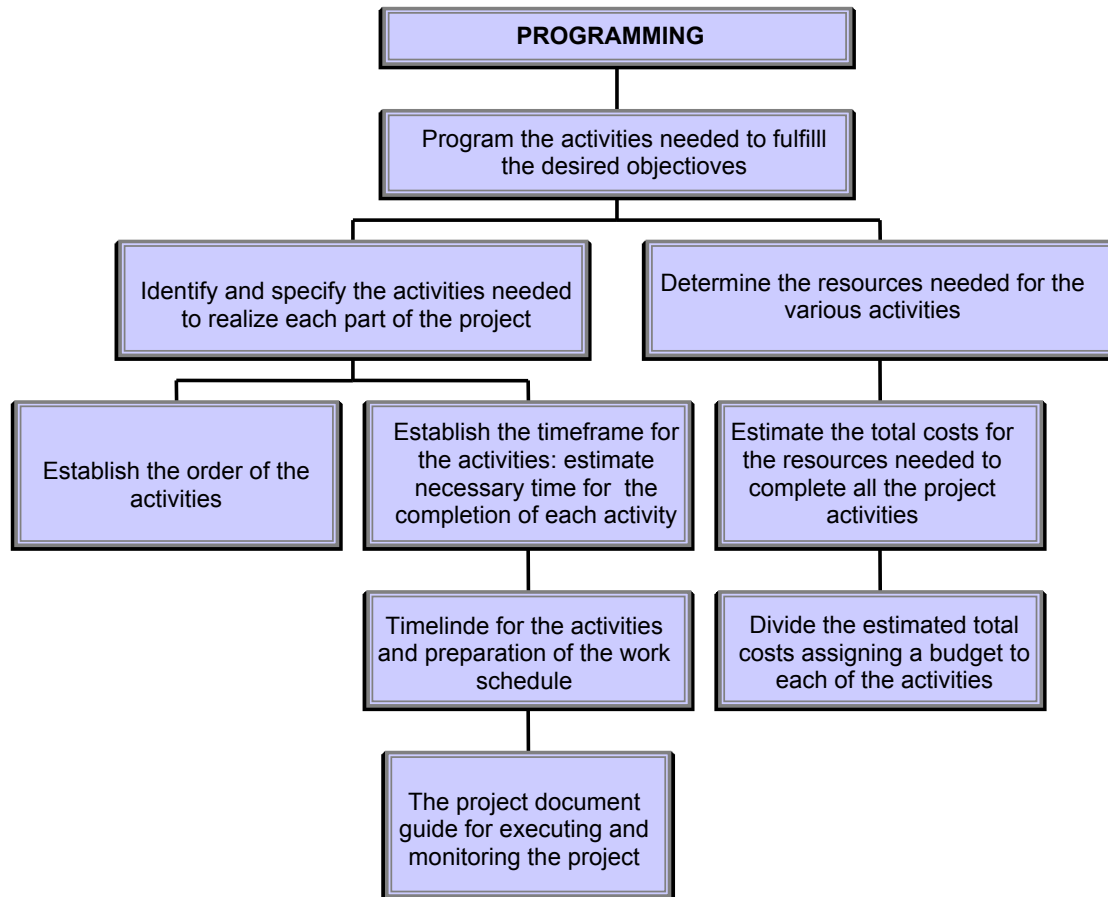 PROGRAMMING
Program the activities needed to fulfilll
the desired objectioves
Identify and specify the activities needed
to realize each part of the project
Determine the resources needed for the
various activities
Establish the order of the
activities
Establish the timeframe for
the activities: estimate
necessary time for the
completion of each activity
Estimate the total costs for
the resources needed to
complete all the project
activities
Timelinde for the activities
and preparation of the work
schedule
Divide the estimated total
costs assigning a budget to
each of the activities
The project document
guide for executing and
monitoring the project